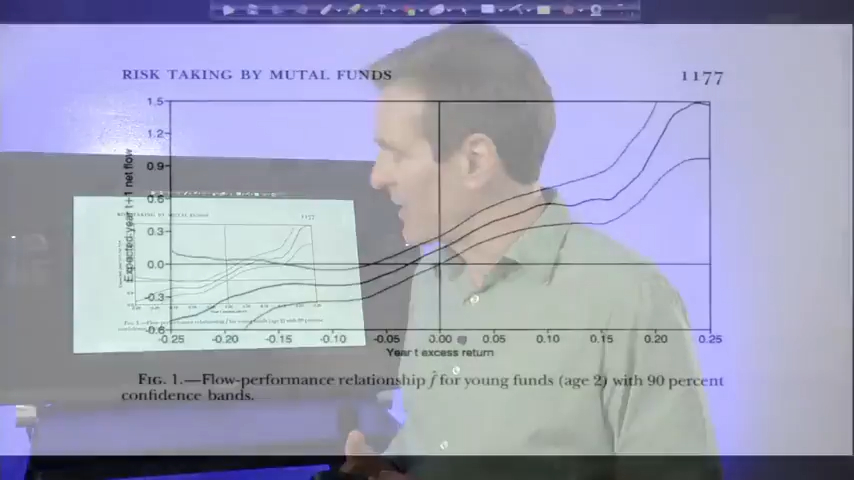 RISK TAKING BY MUTAL FUNDS 1177
1.5
1.2
0.9
0.6
0.3
0.0
-0.3
-0.6
Expected year t+1 net flow
-0.25 -0.20 -0.15 -0.10 -0.05 0.00 0.05 0.10 0.15 0.20 0.25
Year t excess return
FIG. 1.—Flow-performance relationship f̂ for young funds (age 2) with 90 percent
confidence bands.